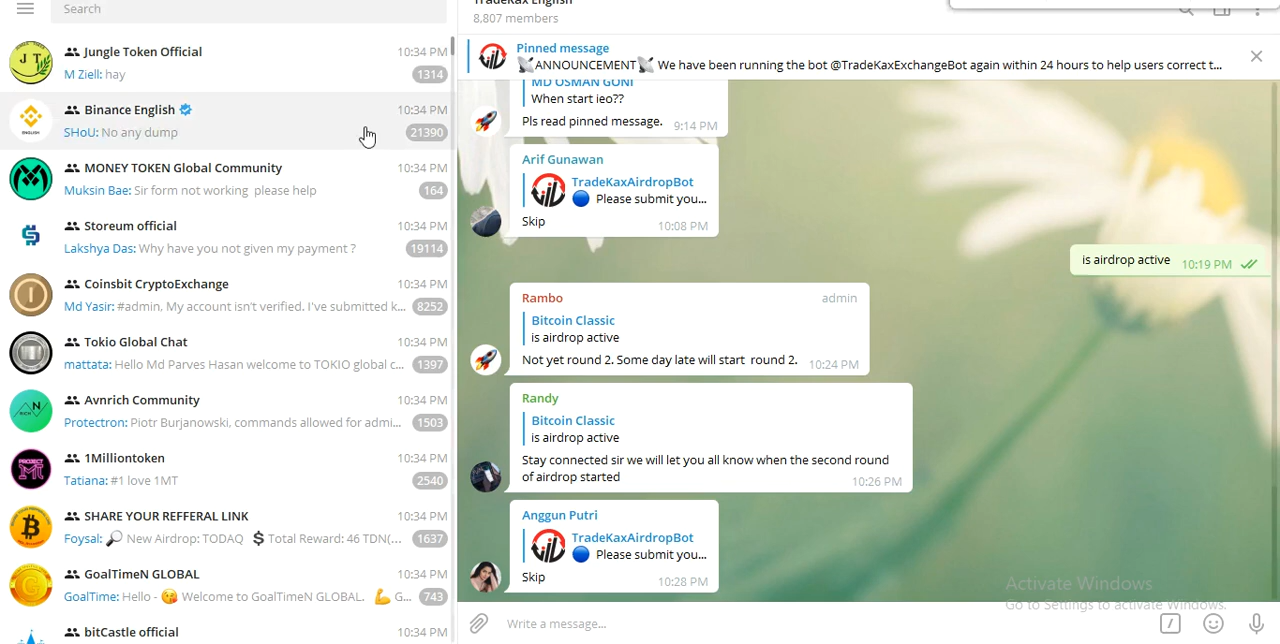 Search
Jungle Token Official
10:34 PM
M Ziell: hay
1314
Binance English
10:34 PM
SHoU: No any dump
21390
MONEY TOKEN Global Community
10:34 PM
Muksin Bae: Sir form not working please help
164
Storeum official
10:34 PM
Lakshya Das: Why have you not given my payment ?
19114
Coinsbit CryptoExchange
10:34 PM
Md Yasir: #admin, My account isn't verified. I've submitted k...
8252
Tokio Global Chat
10:34 PM
mattata: Hello Md Parves Hasan welcome to TOKIO global c...
1397
Avnrich Community
10:34 PM
Protectron: Piotr Burjanowski, commands allowed for admi...
1503
1Milliontoken
10:34 PM
Tatiana: #1 love 1MT
2540
SHARE YOUR REFFERAL LINK
10:34 PM
Foysal: 🔎 New Airdrop: TODAQ 💲 Total Reward: 46 TDN(...
1637
GoalTimeN GLOBAL
10:34 PM
GoalTime: Hello - 😘 Welcome to GoalTimeN GLOBAL. 💪 G...
743
bitCastle official
10:34 PM
TradeKax English
8,807 members
Pinned message
📡ANNOUNCEMENT📡 We have been running the bot @TradeKaxExchangeBot again within 24 hours to help users correct t...
MD OSMAN GONI
When start ieo??
Pls read pinned message.
9:14 PM
Arif Gunawan
TradeKaxAirdropBot
🔵 Please submit you...
Skip
10:08 PM
is airdrop active
10:19 PM
Rambo
admin
Bitcoin Classic
is airdrop active
Not yet round 2. Some day late will start round 2.
10:24 PM
Randy
Bitcoin Classic
is airdrop active
Stay connected sir we will let you all know when the second round
of airdrop started
10:26 PM
Anggun Putri
TradeKaxAirdropBot
🔵 Please submit you...
Skip
10:28 PM
Activate Windows
Go to Settings to activate Windows.
Write a message...